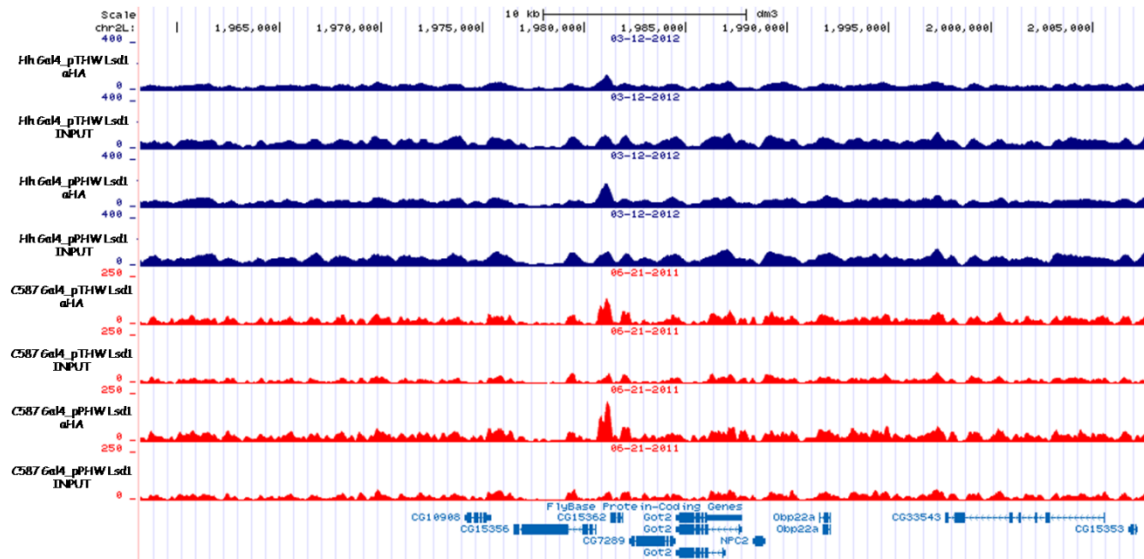 Scale 10 kb dm3
chr2L: 1,965,000 1,970,000 1,975,000 1,980,000 1,985,000 1,990,000 1,995,000 2,000,000 2,005,000
400 _ 03-12-2012
Hh Gal4_pTHW Lsd1
aHA
0 _
400 _ 03-12-2012
Hh Gal4_pTHW Lsd1
INPUT
0 _
400 _ 03-12-2012
Hh Gal4_pPHW Lsd1
aHA
0 _
400 _ 03-12-2012
Hh Gal4_pPHW Lsd1
INPUT
0 _
250 _ 06-21-2011
C587 Gal4_pTHW Lsd1
aHA
0 _
250 _ 06-21-2011
C587 Gal4_pTHW Lsd1
INPUT
0 _
250 _ 06-21-2011
C587 Gal4_pPHW Lsd1
aHA
0 _
250 _ 06-21-2011
C587 Gal4_pPHW Lsd1
INPUT
0 _
FlyBase Protein-Coding Genes
CG10908 CG15362 Got2 Obp22a CG33543
CG15356 Got2 Obp22a CG15353
CG7289 NPC2
Got2